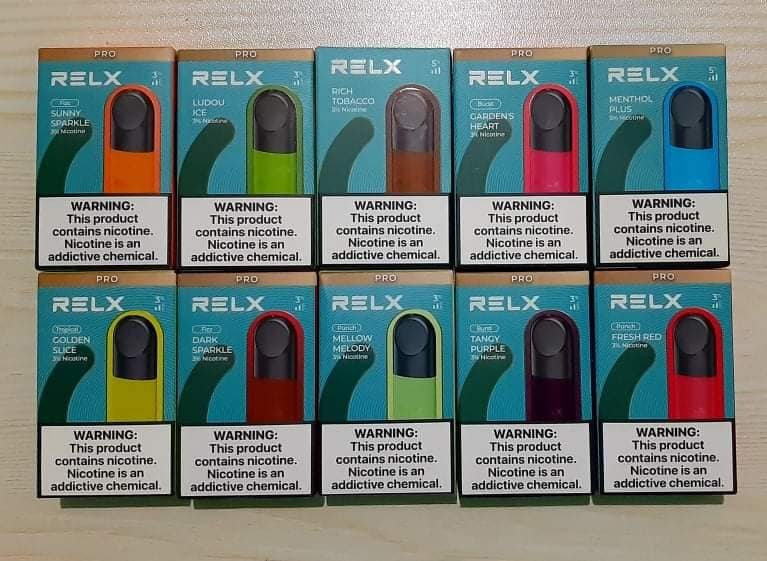 PRO
RELX
3%
Fizz
SUNNY
SPARKLE
3% Nicotine
WARNING:
This product
contains nicotine.
Nicotine is an
addictive chemical.
PRO
RELX
3%
LUDOU
ICE
3% Nicotine
WARNING:
This product
contains nicotine.
Nicotine is an
addictive chemical.
RELX
5%
RICH
TOBACCO
5% Nicotine
WARNING:
This product
contains nicotine.
Nicotine is an
addictive chemical.
PRO
RELX
3%
Burst
GARDEN'S
HEART
3% Nicotine
WARNING:
This product
contains nicotine.
Nicotine is an
addictive chemical.
PRO
RELX
5%
MENTHOL
PLUS
5% Nicotine
WARNING:
This product
contains nicotine.
Nicotine is an
addictive chemical.
PRO
RELX
3%
Tropical
GOLDEN
SLICE
3% Nicotine
WARNING:
This product
contains nicotine.
Nicotine is an
addictive chemical.
PRO
RELX
3%
Fizz
DARK
SPARKLE
3% Nicotine
WARNING:
This product
contains nicotine.
Nicotine is an
addictive chemical.
PRO
RELX
3%
Punch
MELLOW
MELODY
3% Nicotine
WARNING:
This product
contains nicotine.
Nicotine is an
addictive chemical.
PRO
RELX
3%
Burst
TANGY
PURPLE
3% Nicotine
WARNING:
This product
contains nicotine.
Nicotine is an
addictive chemical.
PRO
RELX
3%
Punch
FRESH RED
3% Nicotine
WARNING:
This product
contains nicotine.
Nicotine is an
addictive chemical.